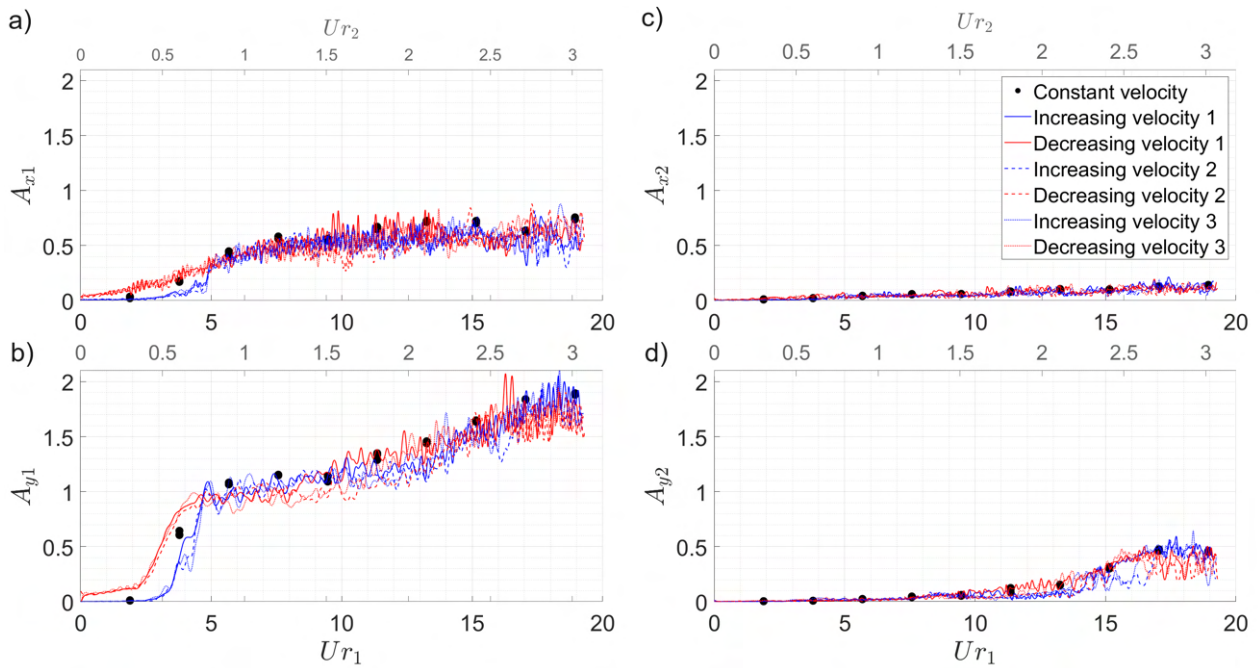 a)
Ur2
0 0.5 1 1.5 2 2.5 3
2
1.5
1
0.5
0
Ax1
0 5 10 15 20
c)
Ur2
0 0.5 1 1.5 2 2.5 3
2
1.5
1
0.5
0
Ax2
0 5 10 15 20
Constant velocity
Increasing velocity 1
Decreasing velocity 1
Increasing velocity 2
Decreasing velocity 2
Increasing velocity 3
Decreasing velocity 3
b)
0 0.5 1 1.5 2 2.5 3
2
1.5
1
0.5
0
Ay1
0 5 10 15 20
Ur1
d)
0 0.5 1 1.5 2 2.5 3
2
1.5
1
0.5
0
Ay2
0 5 10 15 20
Ur1